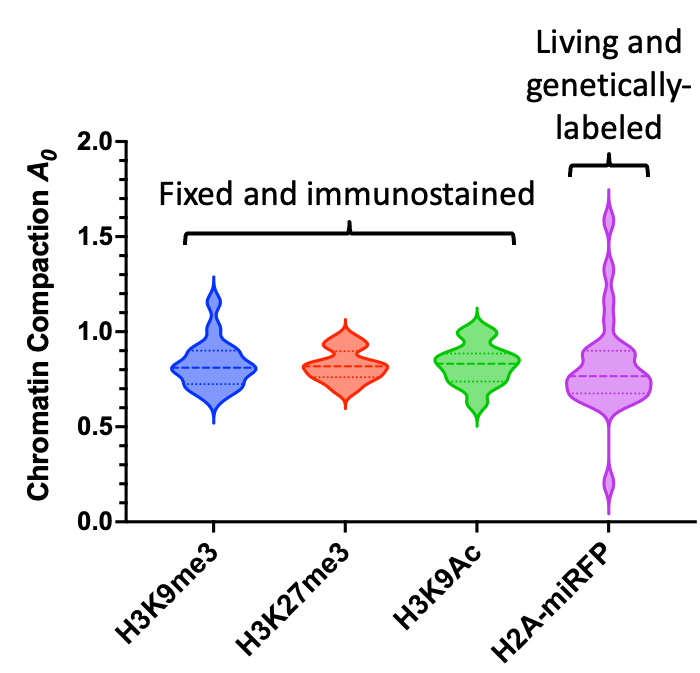 Living and
genetically-
labeled
Fixed and immunostained
Chromatin Compaction A0
2.0
1.5
1.0
0.5
0.0
H3K9me3
H3K27me3
H3K9Ac
H2A-miRFP